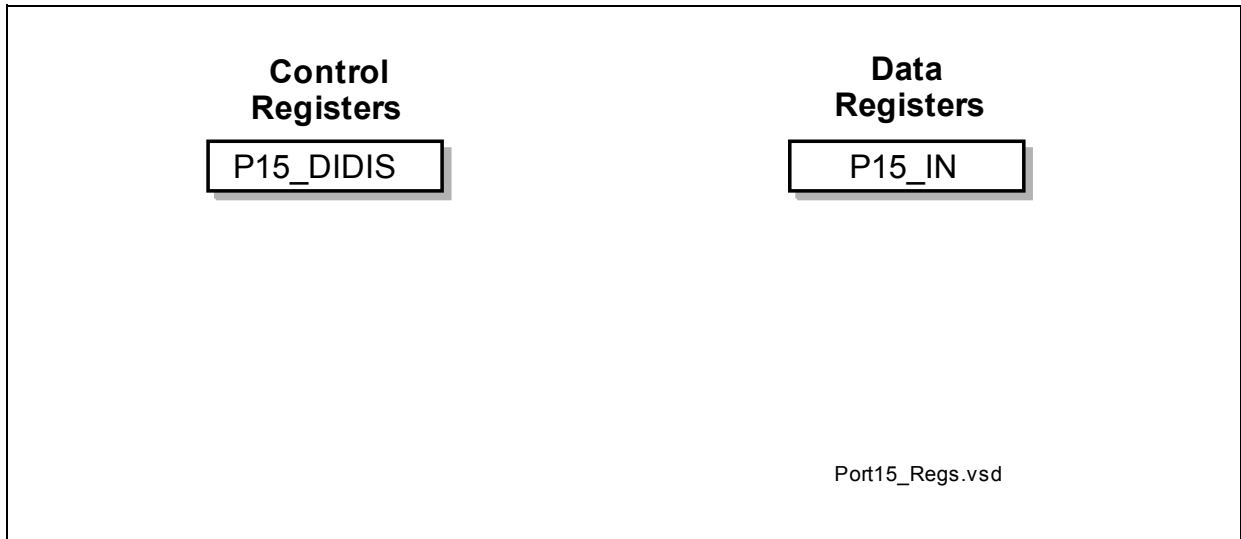 Control
Registers
P15_DIDIS
Data
Registers
P15_IN
Port15_Regs.vsd